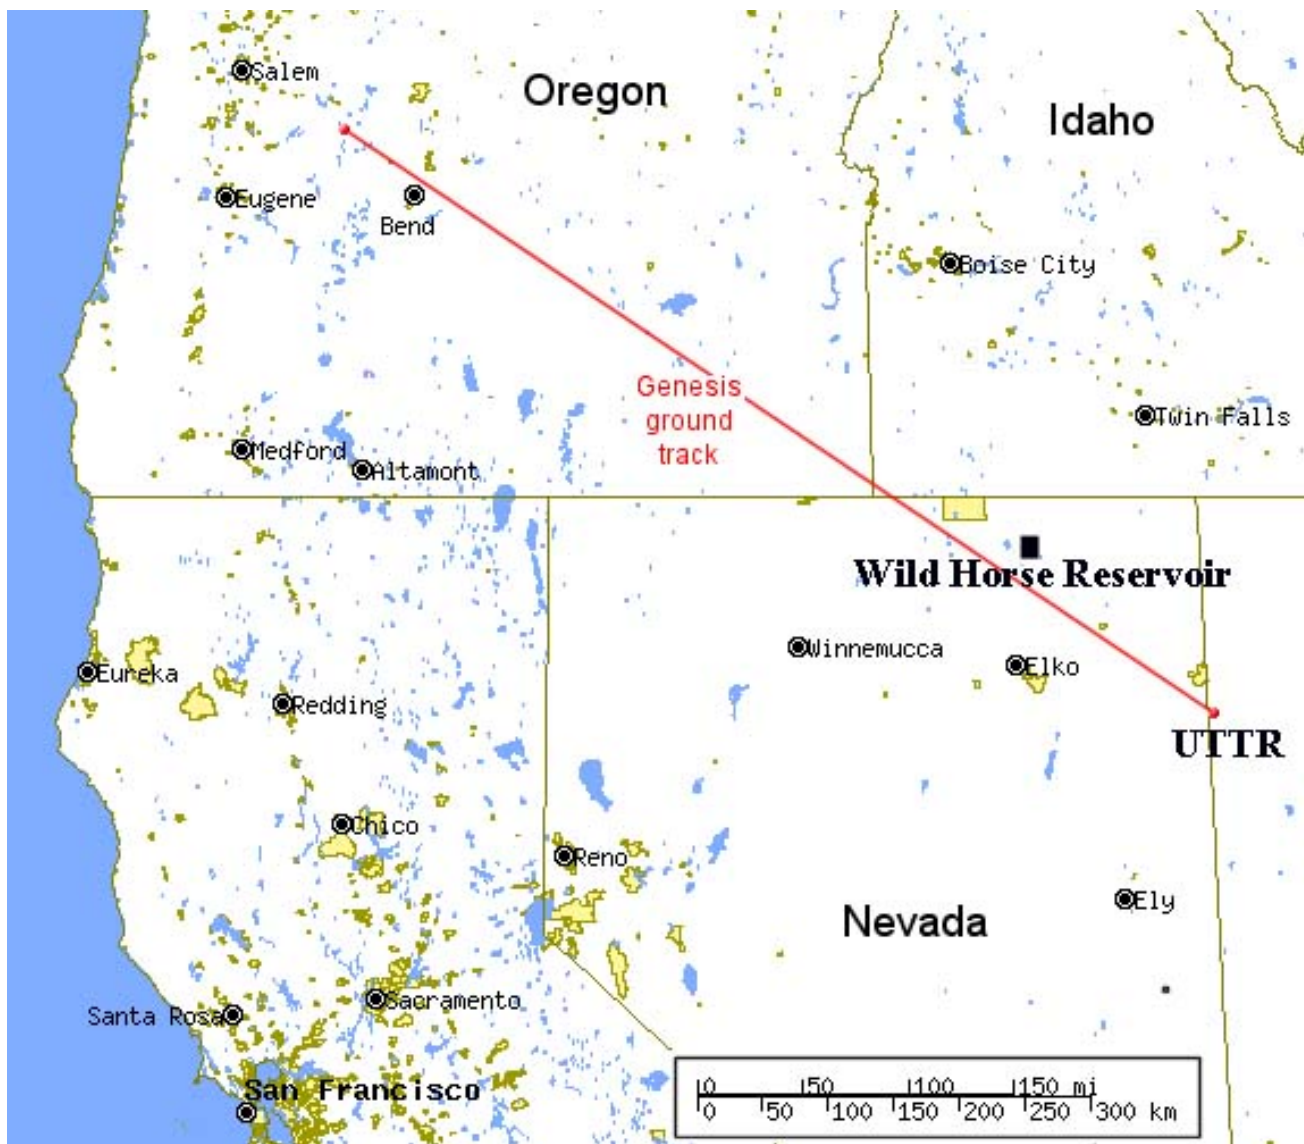 Salem
Oregon
Idaho
Eugene
Bend
Boise City
Genesis
ground
track
Twin Falls
Medford
Altamont
Wild Horse Reservoir
Winnemucca
Elko
Eureka
Redding
UTTR
Chico
Reno
Ely
Nevada
Sacramento
Santa Rosa
San Francisco
0 50 100 150 mi
0 50 100 150 200 250 300 km